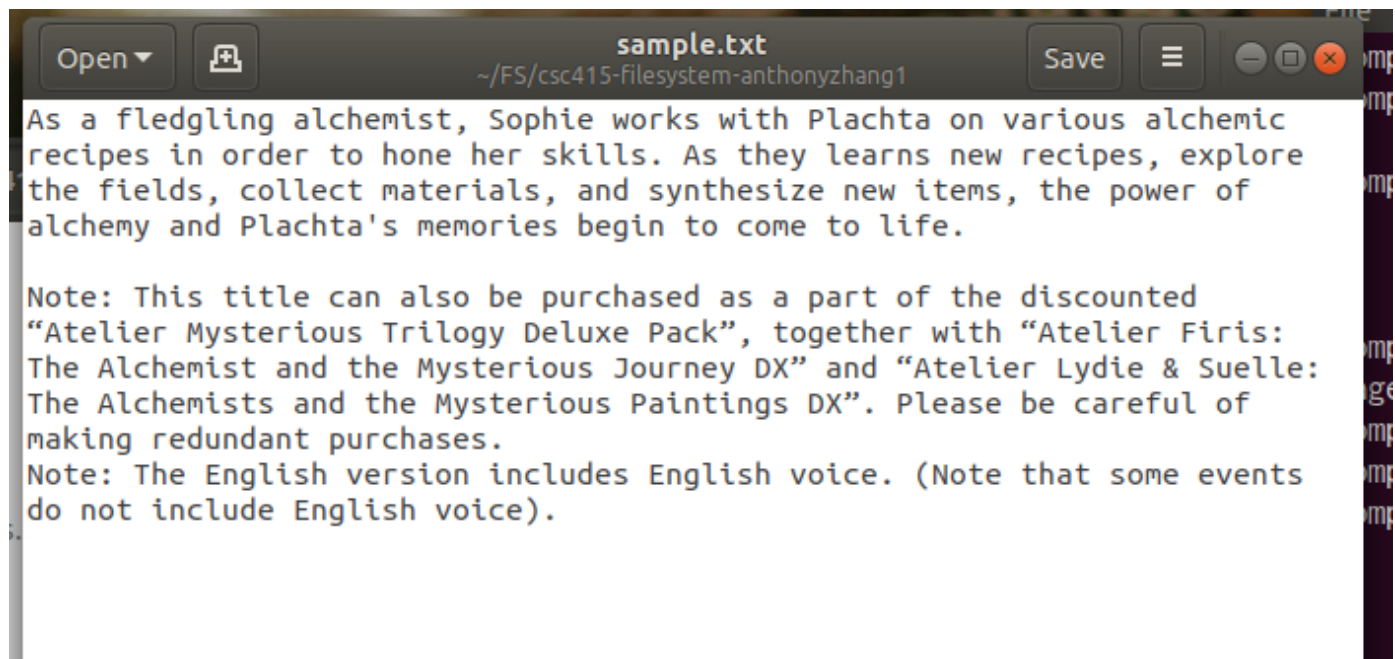 Open
sample.txt
~/FS/csc415-filesystem-anthonyzhang1
Save
As a fledgling alchemist, Sophie works with Plachta on various alchemic
recipes in order to hone her skills. As they learns new recipes, explore
the fields, collect materials, and synthesize new items, the power of
alchemy and Plachta's memories begin to come to life.
Note: This title can also be purchased as a part of the discounted
“Atelier Mysterious Trilogy Deluxe Pack”, together with “Atelier Firis:
The Alchemist and the Mysterious Journey DX” and “Atelier Lydie & Suelle:
The Alchemists and the Mysterious Paintings DX”. Please be careful of
making redundant purchases.
Note: The English version includes English voice. (Note that some events
do not include English voice).